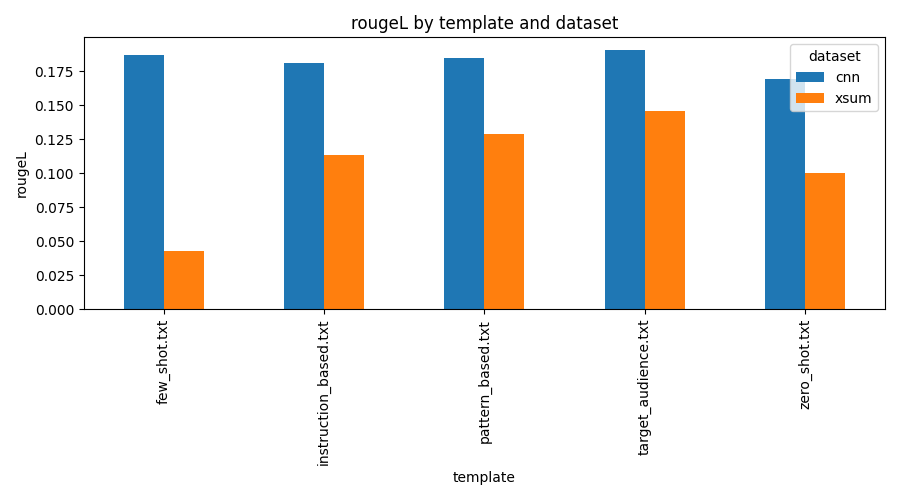 rougeL by template and dataset
dataset
cnn
xsum
rougeL
0.175
0.150
0.125
0.100
0.075
0.050
0.025
0.000
few_shot.txt
instruction_based.txt
pattern_based.txt
target_audience.txt
zero_shot.txt
template